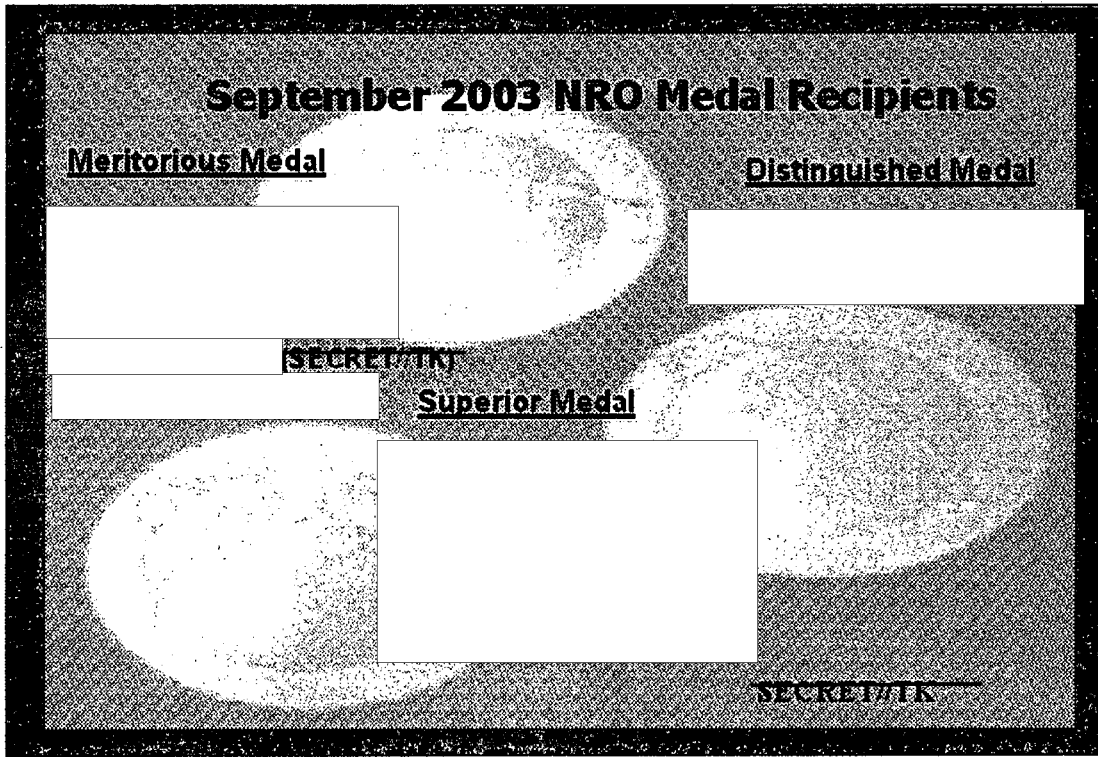 September 2003 NRO Medal Recipients
Meritorious Medal
Distinguished Medal
(SECRET//TK)
Superior Medal
SECRET//TK